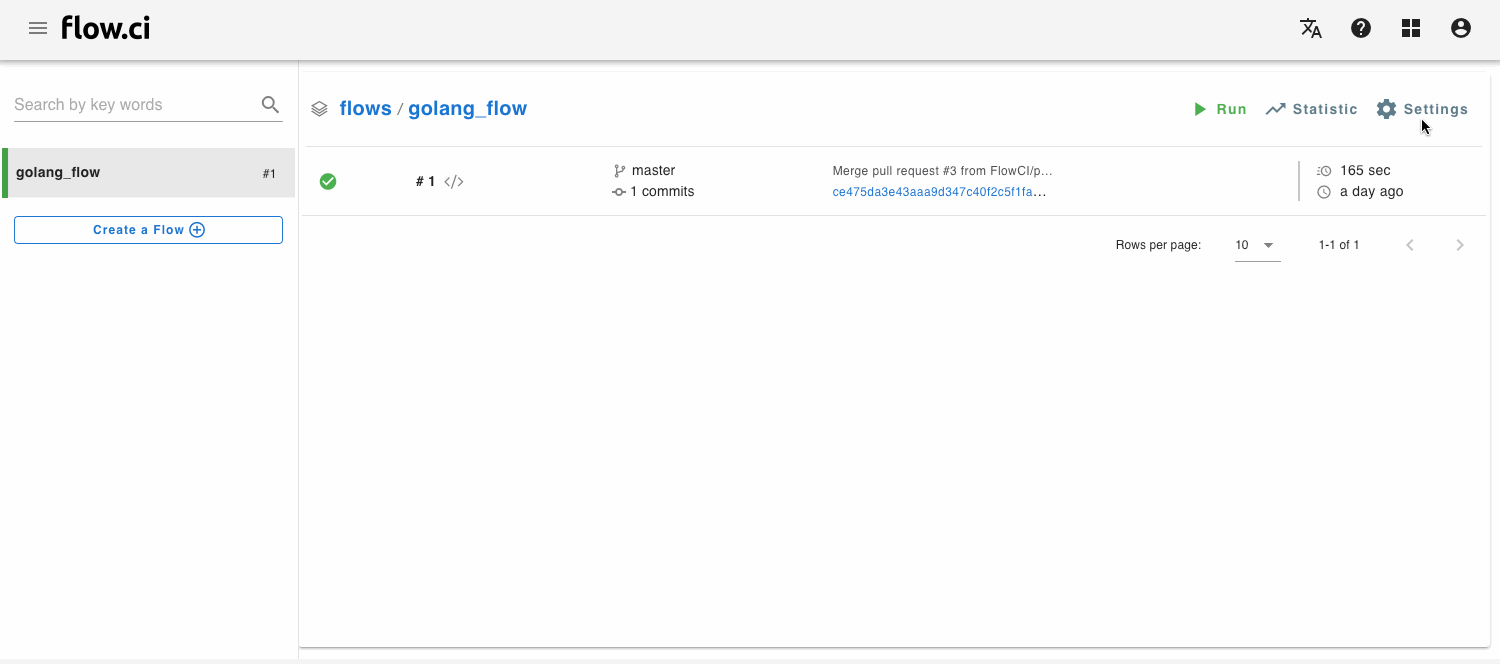 flow.ci
Search by key words
golang_flow #1
Create a Flow
flows / golang_flow
Run Statistic Settings
# 1 </>
master
1 commits
Merge pull request #3 from FlowCI/p...
ce475da3e43aaa9d347c40f2c5f1fa...
165 sec
a day ago
Rows per page: 10 1-1 of 1